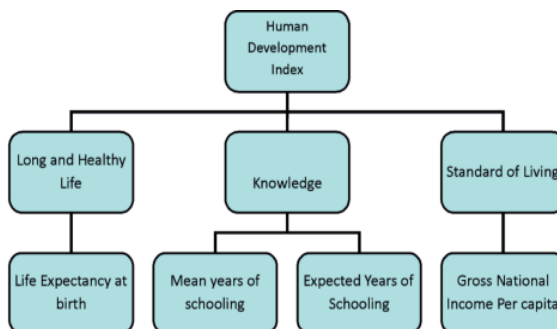 Human
Development
Index
Long and Healthy
Life
Knowledge
Standard of Living
Life Expectancy at
birth
Mean years of
schooling
Expected Years of
Schooling
Gross National
Income Per capita